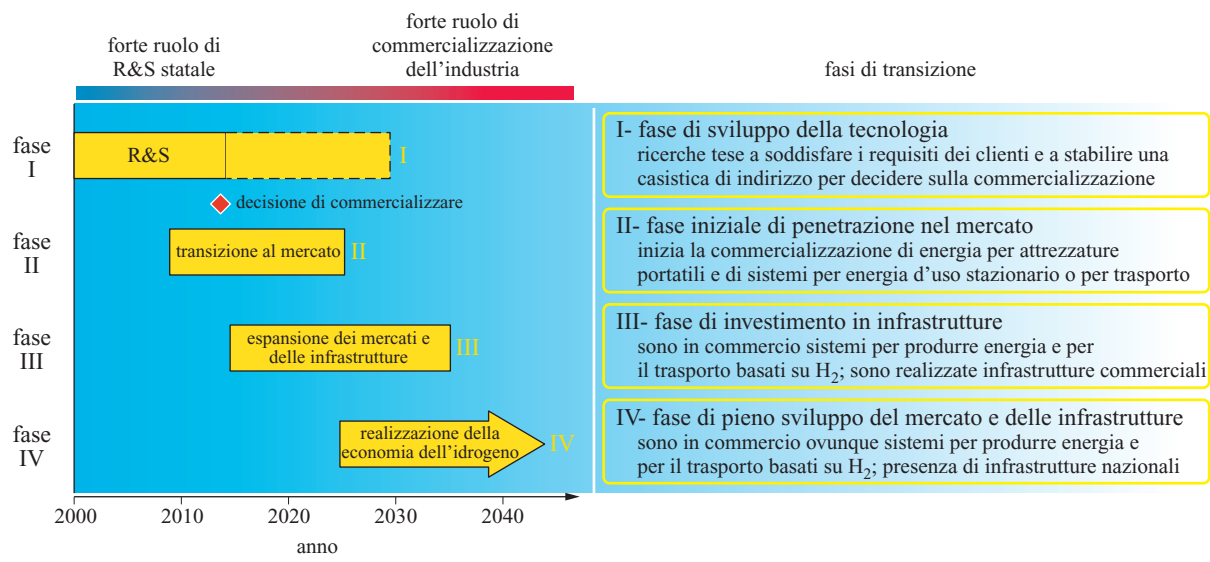 forte ruolo di
R&S statale
forte ruolo di
commercializzazione
dell'industria
fasi di transizione
fase
I
R&S
I
decisione di commercializzare
fase
II
transizione al mercato
II
fase
III
espansione dei mercati e
delle infrastrutture
III
fase
IV
realizzazione della
economia dell'idrogeno
IV
2000
2010
2020
2030
2040
anno
I- fase di sviluppo della tecnologia
ricerche tese a soddisfare i requisiti dei clienti e a stabilire una
casistica di indirizzo per decidere sulla commercializzazione
II- fase iniziale di penetrazione nel mercato
inizia la commercializzazione di energia per attrezzature
portatili e di sistemi per energia d'uso stazionario o per trasporto
III- fase di investimento in infrastrutture
sono in commercio sistemi per produrre energia e per
il trasporto basati su H₂; sono realizzate infrastrutture commerciali
IV- fase di pieno sviluppo del mercato e delle infrastrutture
sono in commercio ovunque sistemi per produrre energia e
per il trasporto basati su H₂; presenza di infrastrutture nazionali